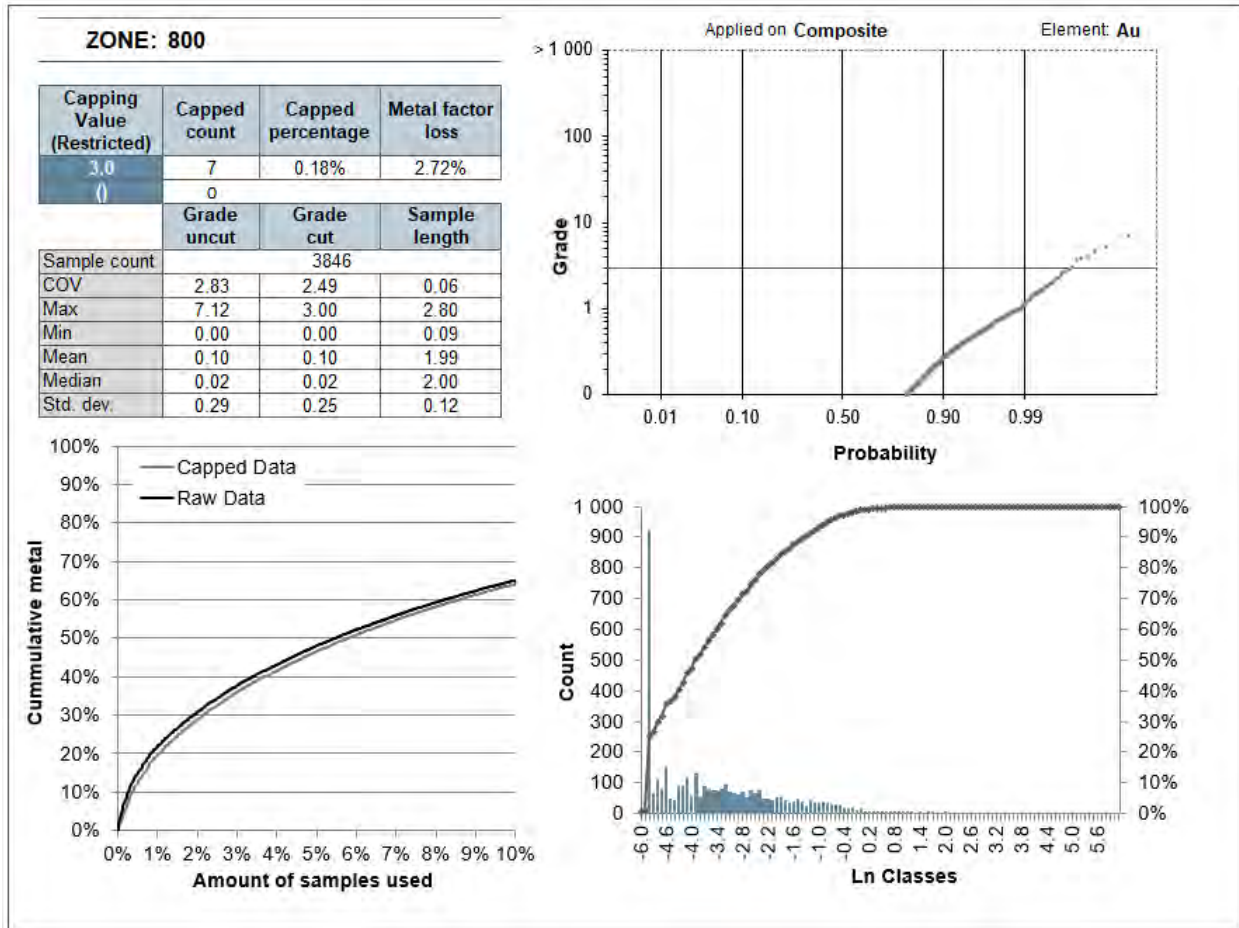 ZONE: 800
Capping Value (Restricted) Capped count Capped percentage Metal factor loss
3.0 7 0.18% 2.72%
() 0
Grade uncut Grade cut Sample length
Sample count 3846
COV 2.83 2.49 0.06
Max 7.12 3.00 2.80
Min 0.00 0.00 0.09
Mean 0.10 0.10 1.99
Median 0.02 0.02 2.00
Std. dev. 0.29 0.25 0.12
Applied on Composite Element: Au
> 1 000
100
10
1
0
Grade
0.01 0.10 0.50 0.90 0.99
Probability
100%
90%
80%
70%
60%
50%
40%
30%
20%
10%
0%
Capped Data
Raw Data
Cummulative metal
0% 1% 2% 3% 4% 5% 6% 7% 8% 9% 10%
Amount of samples used
1 000 100%
900 90%
800 80%
700 70%
600 60%
500 50%
400 40%
300 30%
200 20%
100 10%
0 0%
Count
-6.0 -4.6 -4.0 -3.4 -2.8 -2.2 -1.6 -1.0 -0.4 0.2 0.8 1.4 2.0 2.6 3.2 3.8 4.4 5.0 5.6
Ln Classes